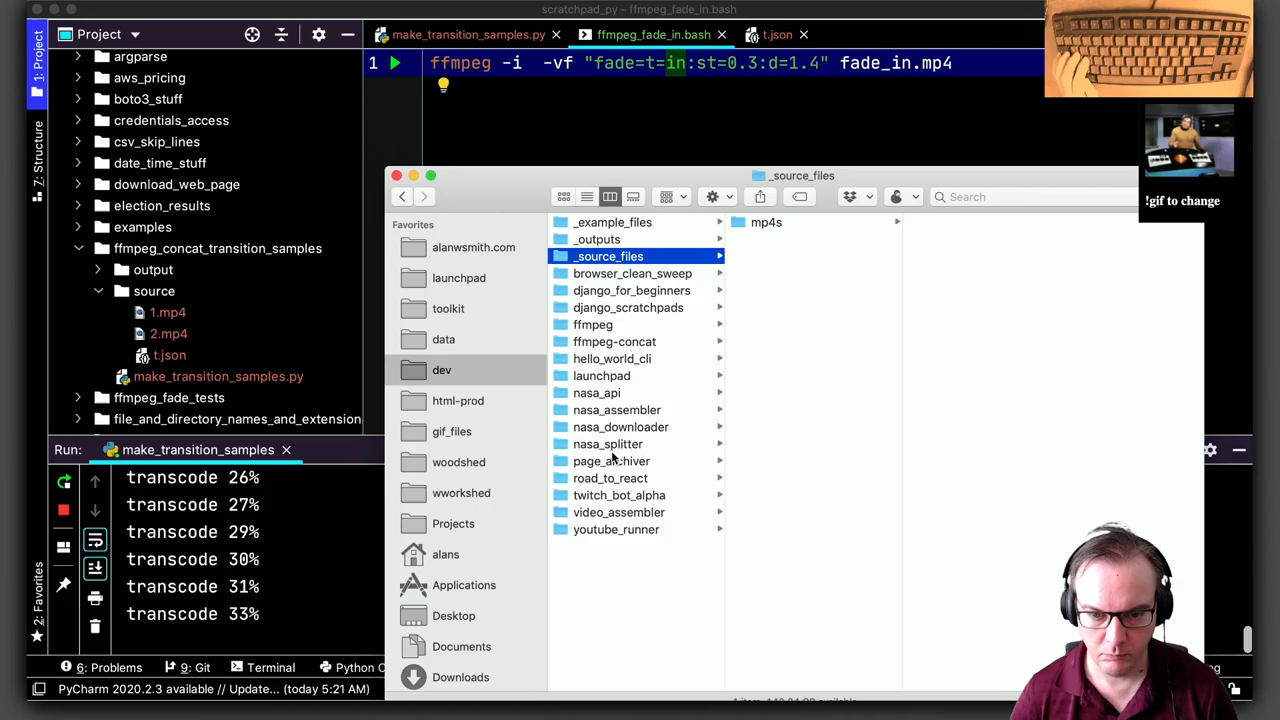 scratchpad_py – ffmpeg_fade_in.bash
Project
make_transition_samples.py
ffmpeg_fade_in.bash
t.json
1: Project
7: Structure
2: Favorites
argparse
aws_pricing
boto3_stuff
credentials_access
csv_skip_lines
date_time_stuff
download_web_page
election_results
examples
ffmpeg_concat_transition_samples
output
source
1.mp4
2.mp4
t.json
make_transition_samples.py
ffmpeg_fade_tests
file_and_directory_names_and_extension
1 ffmpeg -i  -vf "fade=t=in:st=0.3:d=1.4" fade_in.mp4
!gif to change
_source_files
Search
Favorites
alanwsmith.com
launchpad
toolkit
data
dev
html-prod
gif_files
woodshed
wworkshed
Projects
alans
Applications
Desktop
Documents
Downloads
_example_files
_outputs
_source_files
browser_clean_sweep
django_for_beginners
django_scratchpads
ffmpeg
ffmpeg-concat
hello_world_cli
launchpad
nasa_api
nasa_assembler
nasa_downloader
nasa_splitter
page_archiver
road_to_react
twitch_bot_alpha
video_assembler
youtube_runner
mp4s
Run: make_transition_samples
transcode 26%
transcode 27%
transcode 29%
transcode 30%
transcode 31%
transcode 33%
6: Problems
9: Git
Terminal
Python
PyCharm 2020.2.3 available // Update... (today 5:21 AM)